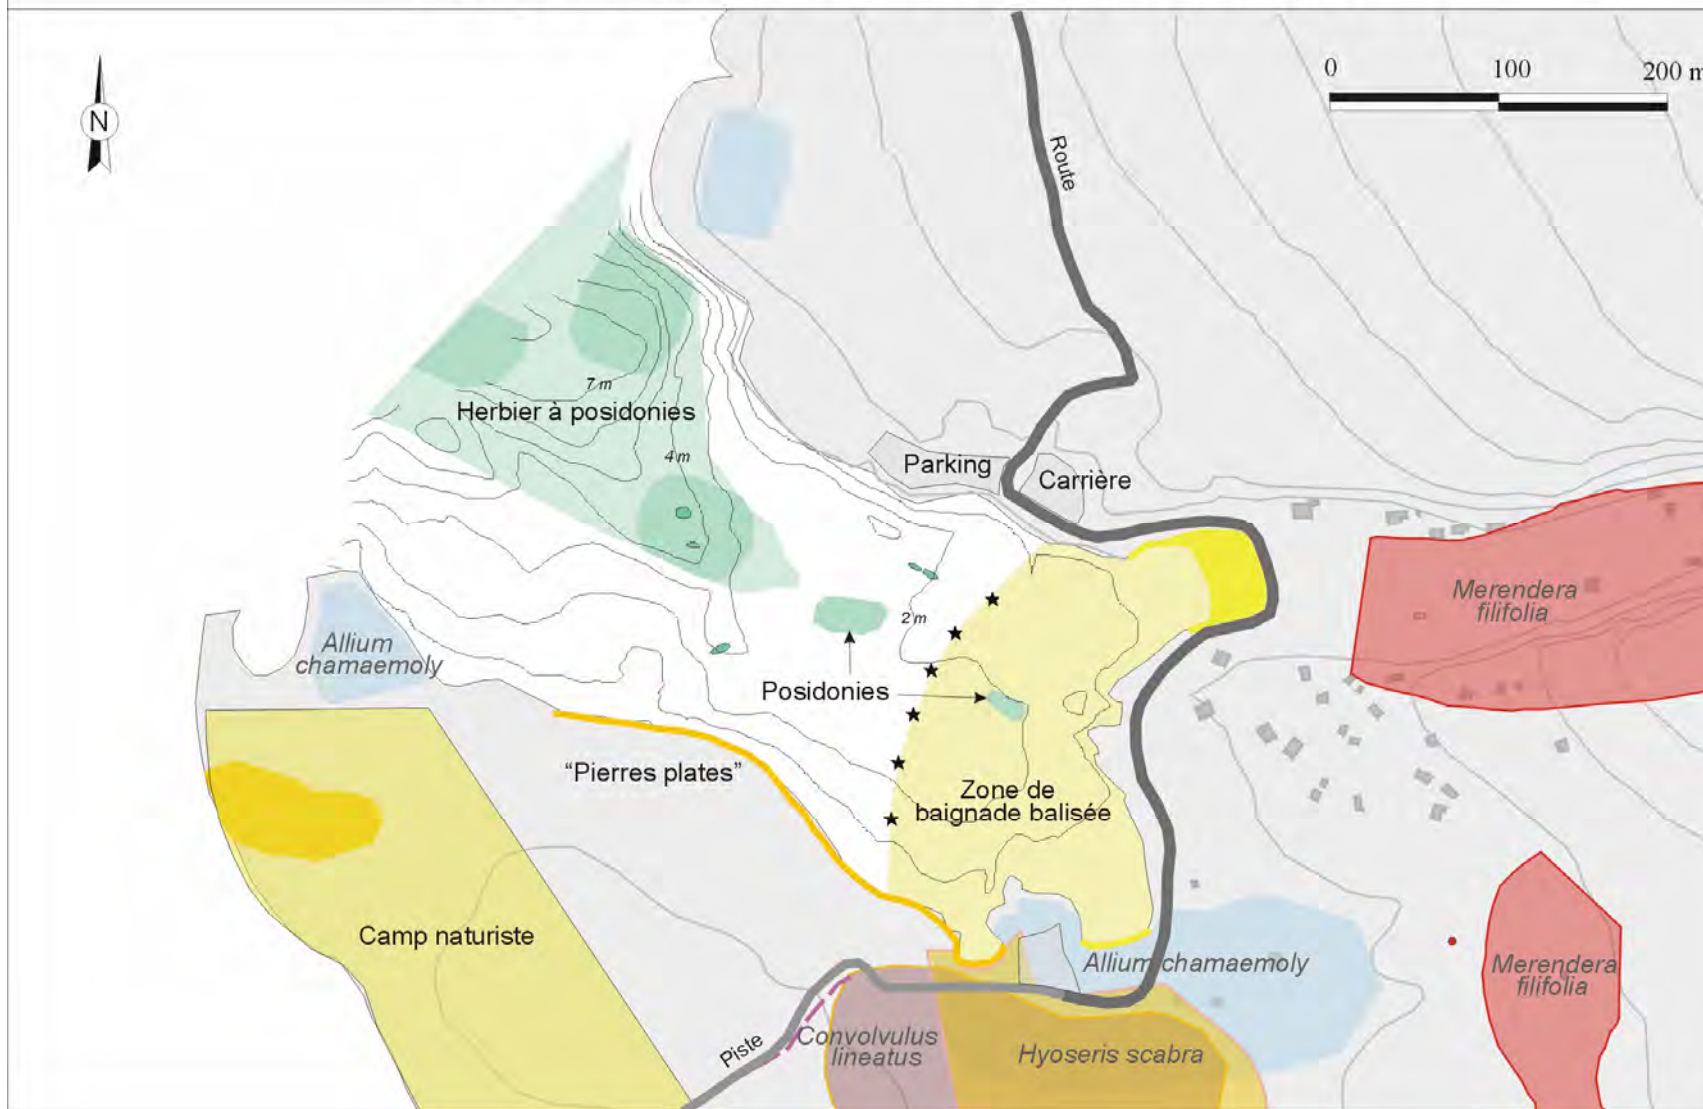 0 100 200 m
N
Route
7 m
Herbier à posidonies
4 m
Parking
Carrière
Merendera
filifolia
2 m
Allium
chamaemoly
Posidonies
“Pierres plates”
Zone de
baignade balisée
Camp naturiste
Allium chamaemoly
Merendera
filifolia
Piste
Convolvulus
lineatus
Hyoseris scabra